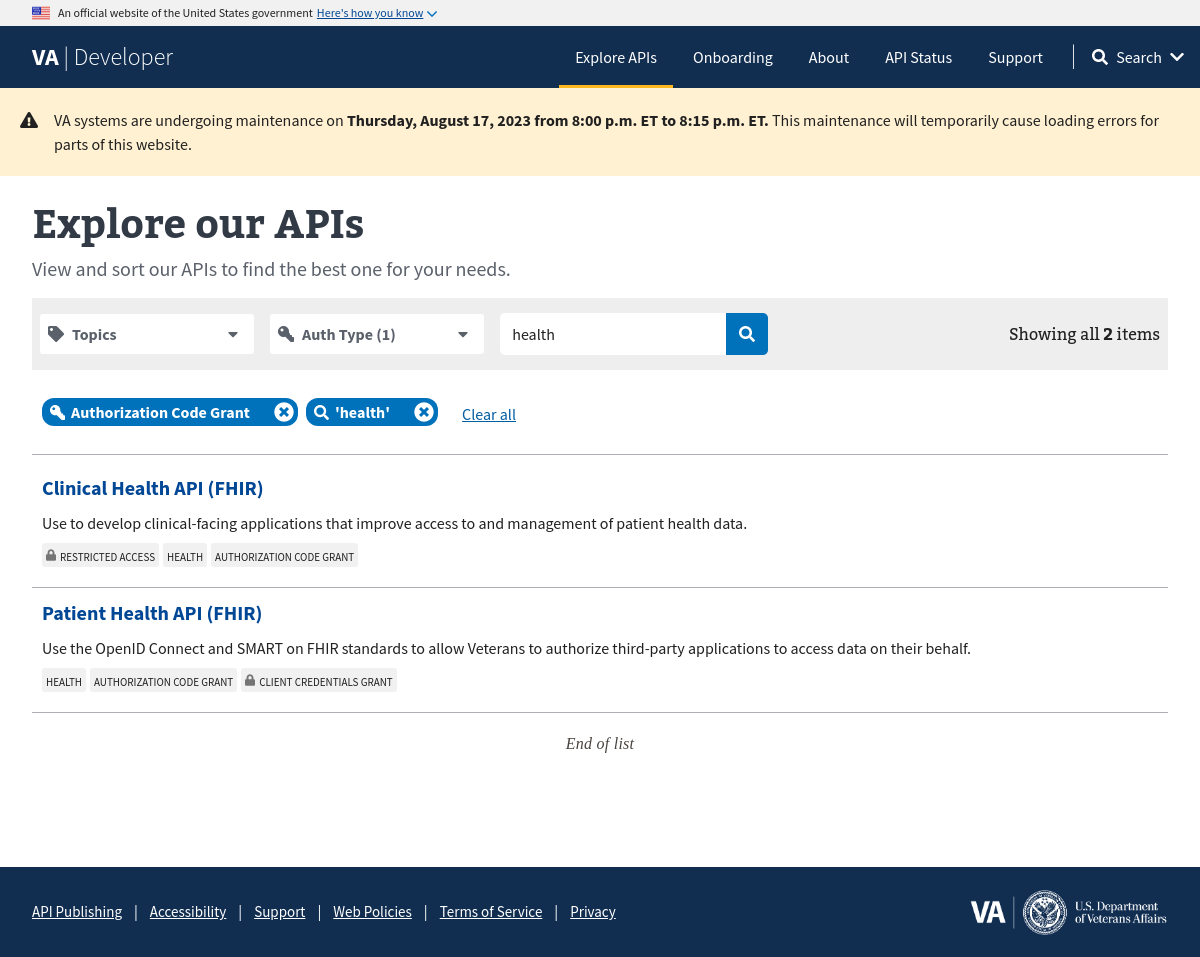 An official website of the United States government Here's how you know
VA | Developer
Explore APIs
Onboarding
About
API Status
Support
Search
VA systems are undergoing maintenance on Thursday, August 17, 2023 from 8:00 p.m. ET to 8:15 p.m. ET. This maintenance will temporarily cause loading errors for
parts of this website.
Explore our APIs
View and sort our APIs to find the best one for your needs.
Topics
Auth Type (1)
health
Showing all 2 items
Authorization Code Grant
'health'
Clear all
Clinical Health API (FHIR)
Use to develop clinical-facing applications that improve access to and management of patient health data.
RESTRICTED ACCESS
HEALTH
AUTHORIZATION CODE GRANT
Patient Health API (FHIR)
Use the OpenID Connect and SMART on FHIR standards to allow Veterans to authorize third-party applications to access data on their behalf.
HEALTH
AUTHORIZATION CODE GRANT
CLIENT CREDENTIALS GRANT
End of list
API Publishing | Accessibility | Support | Web Policies | Terms of Service | Privacy
VA
U.S. Department
of Veterans Affairs